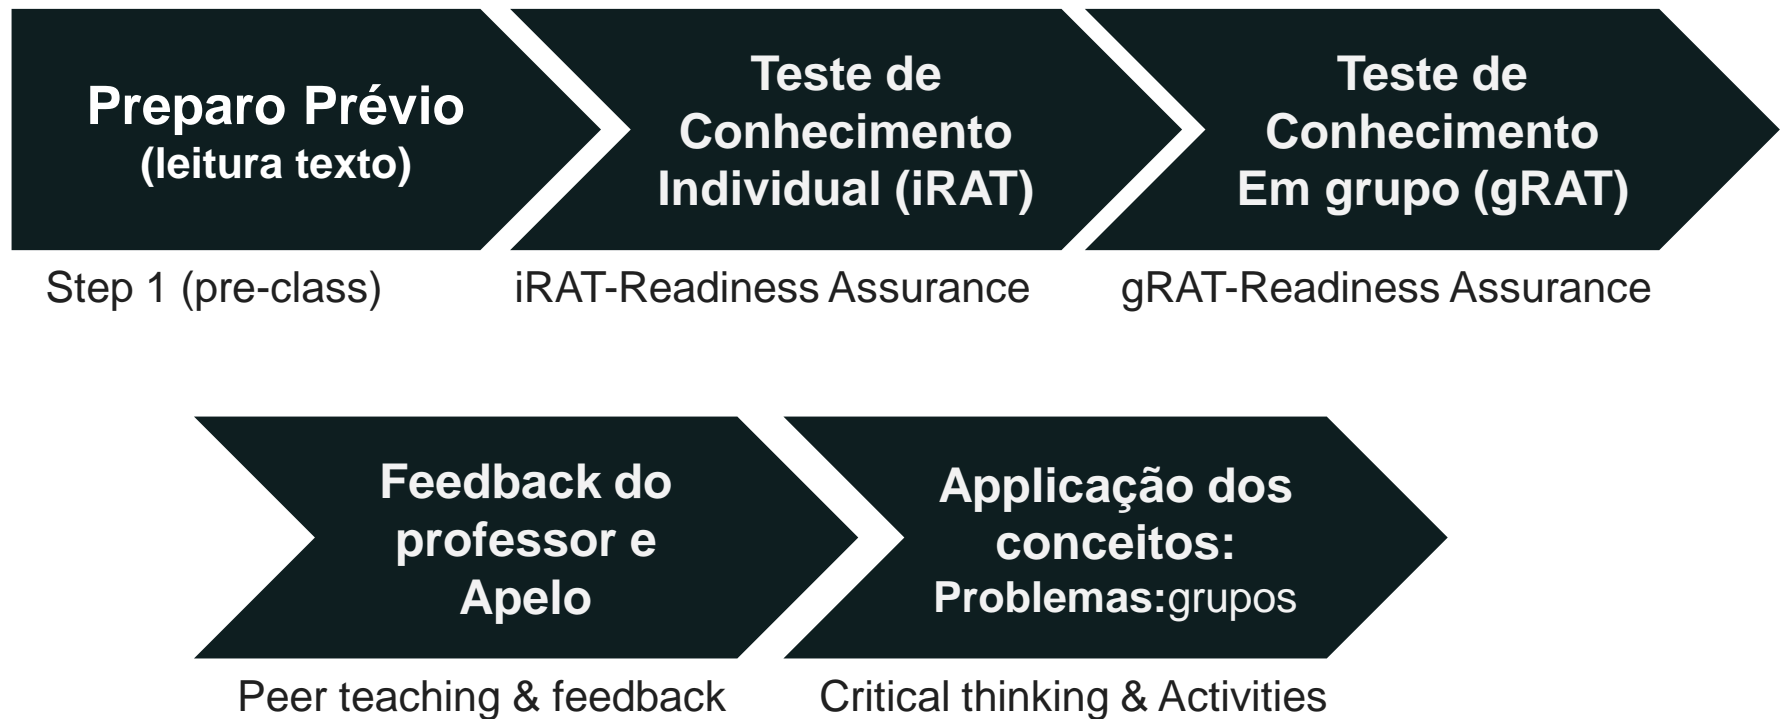 Preparo Prévio
(leitura texto)
Teste de
Conhecimento
Individual (iRAT)
Teste de
Conhecimento
Em grupo (gRAT)
Step 1 (pre-class)
iRAT-Readiness Assurance
gRAT-Readiness Assurance
Feedback do
professor e
Apelo
Applicação dos
conceitos:
Problemas:grupos
Peer teaching & feedback
Critical thinking & Activities